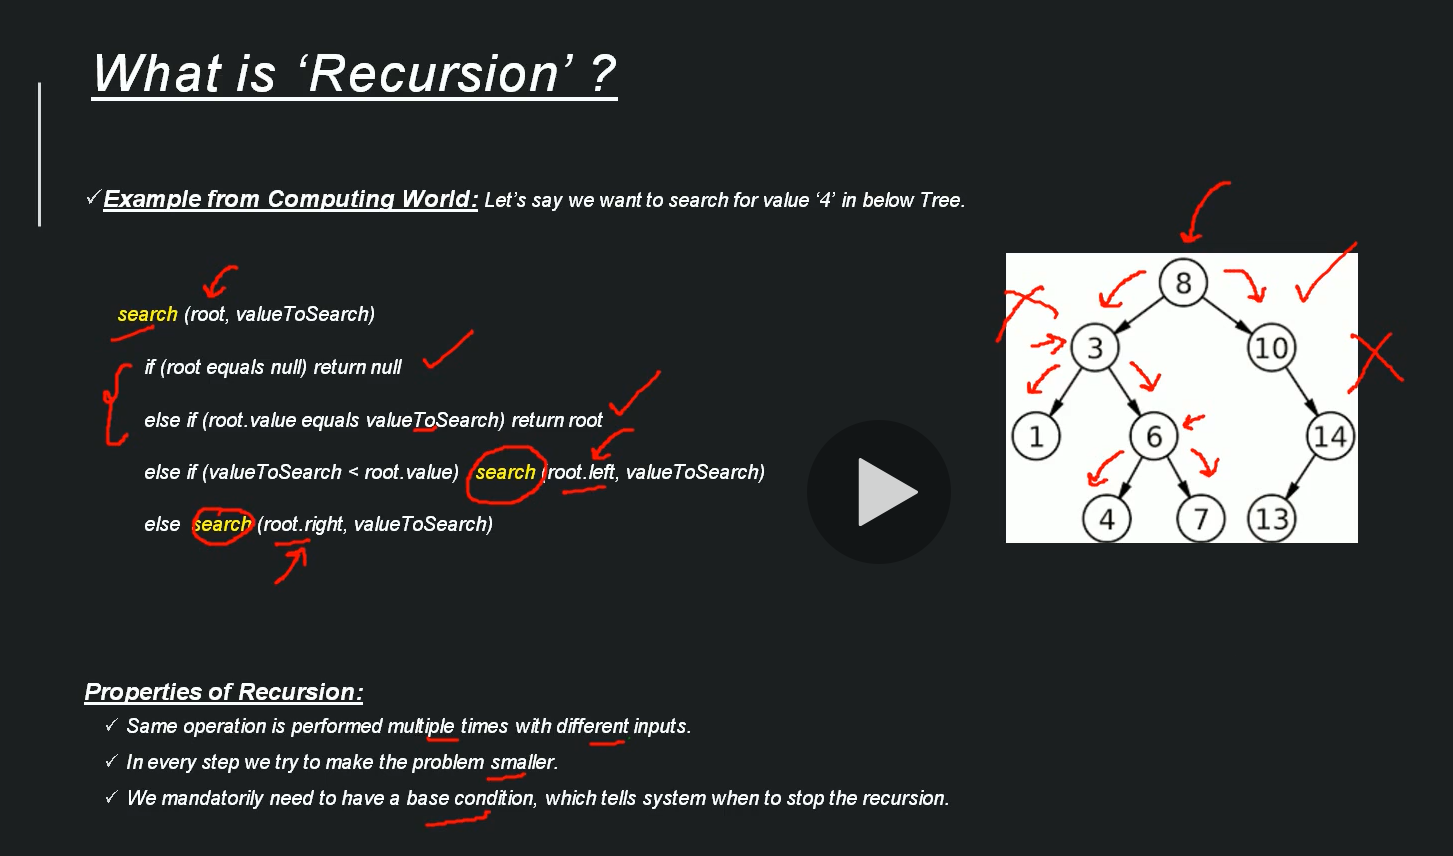 What is ‘Recursion’ ?
✓Example from Computing World: Let’s say we want to search for value ‘4’ in below Tree.
search (root, valueToSearch)
if (root equals null) return null
else if (root.value equals valueToSearch) return root
else if (valueToSearch < root.value) search (root.left, valueToSearch)
else search (root.right, valueToSearch)
8
3 10
1 6 14
4 7 13
Properties of Recursion:
✓ Same operation is performed multiple times with different inputs.
✓ In every step we try to make the problem smaller.
✓ We mandatorily need to have a base condition, which tells system when to stop the recursion.